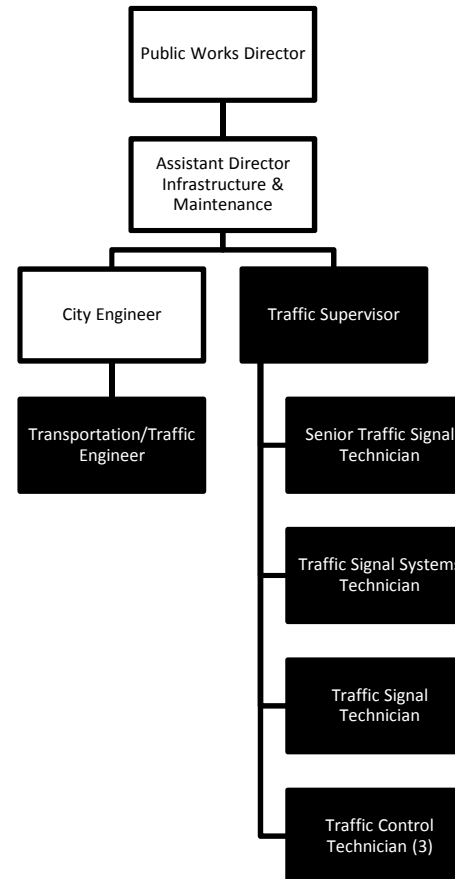 Public Works Director
Assistant Director
Infrastructure &
Maintenance
City Engineer
Traffic Supervisor
Transportation/Traffic
Engineer
Senior Traffic Signal
Technician
Traffic Signal Systems
Technician
Traffic Signal
Technician
Traffic Control
Technician (3)